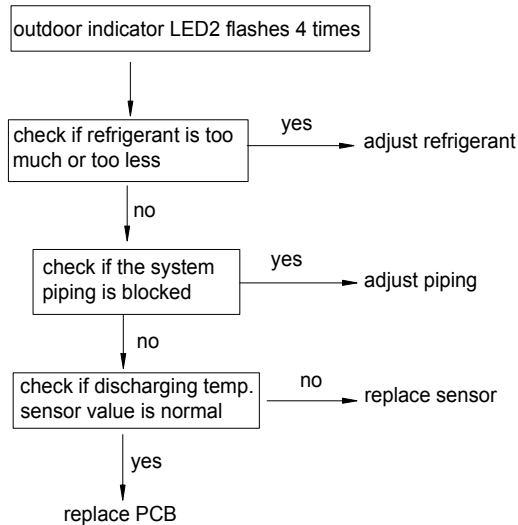 outdoor indicator LED2 flashes 4 times
check if refrigerant is too
much or too less
yes
adjust refrigerant
no
check if the system
piping is blocked
yes
adjust piping
no
check if discharging temp.
sensor value is normal
no
replace sensor
yes
replace PCB